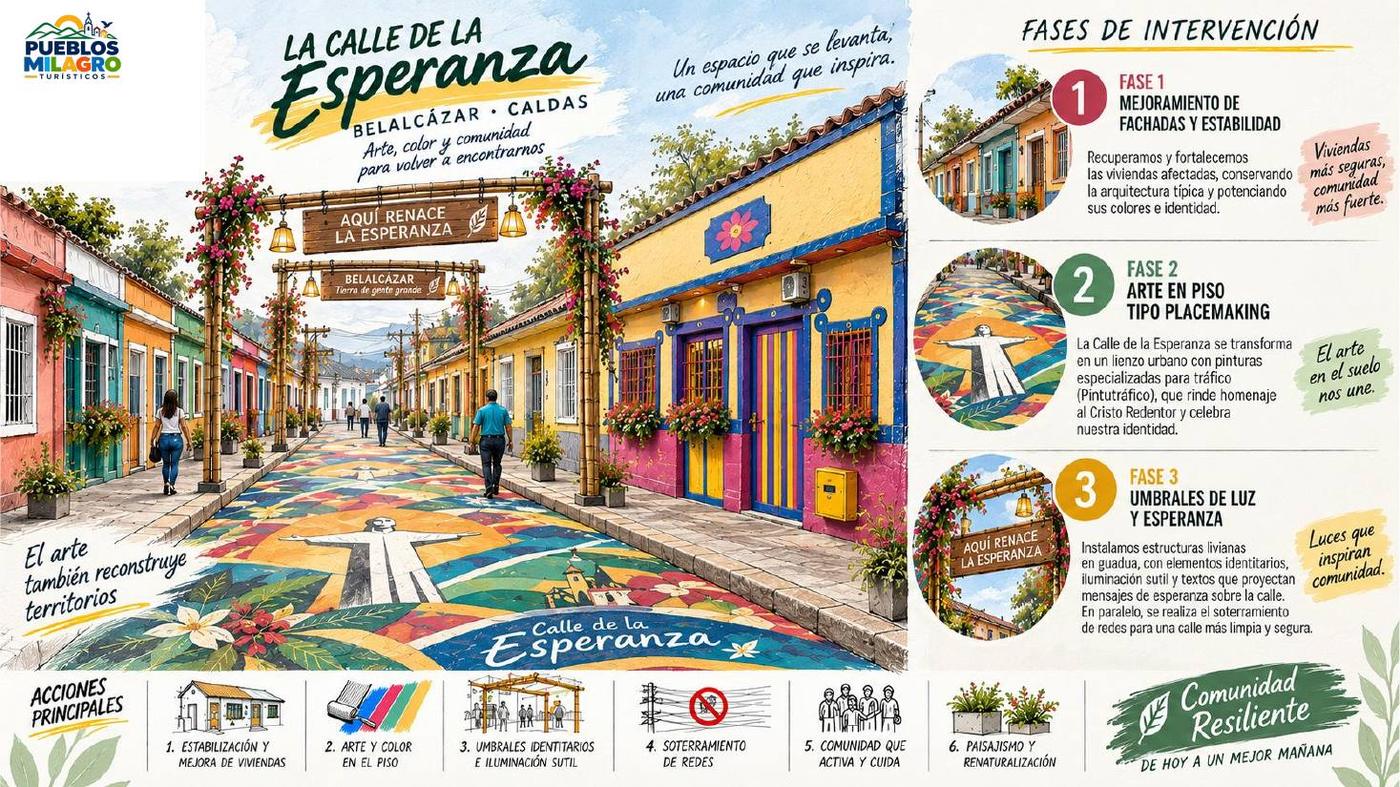 PUEBLOS
MILAGRO
TURÍSTICOS
LA CALLE DE LA
Esperanza
BELALCÁZAR · CALDAS
Arte, color y comunidad
para volver a encontrarnos
Un espacio que se levanta,
una comunidad que inspira.
AQUÍ RENACE
LA ESPERANZA
BELALCÁZAR
Tierra de gente grande
El arte
también reconstruye
territorios
Calle de la
Esperanza
FASES DE INTERVENCIÓN
1
FASE 1
MEJORAMIENTO DE
FACHADAS Y ESTABILIDAD
Recuperamos y fortalecemos
las viviendas afectadas, conservando
la arquitectura típica y potenciando
sus colores e identidad.
Viviendas
más seguras,
comunidad
más fuerte.
2
FASE 2
ARTE EN PISO
TIPO PLACEMAKING
La Calle de la Esperanza se transforma
en un lienzo urbano con pinturas
especializadas para tráfico
(Pintutráfico), que rinde homenaje
al Cristo Redentor y celebra
nuestra identidad.
El arte
en el suelo
nos une.
3
FASE 3
UMBRALES DE LUZ
Y ESPERANZA
AQUÍ RENACE
LA ESPERANZA
Instalamos estructuras livianas
en guadua, con elementos identitarios,
iluminación sutil y textos que proyectan
mensajes de esperanza sobre la calle.
En paralelo, se realiza el soterramiento
de redes para una calle más limpia y segura.
Luces que
inspiran
comunidad.
ACCIONES
PRINCIPALES
1. ESTABILIZACIÓN Y
MEJORA DE VIVIENDAS
2. ARTE Y COLOR
EN EL PISO
3. UMBRALES IDENTITARIOS
E ILUMINACIÓN SUTIL
4. SOTERRAMIENTO
DE REDES
5. COMUNIDAD QUE
ACTIVA Y CUIDA
6. PAISAJISMO Y
RENATURALIZACIÓN
Comunidad
Resiliente
DE HOY A UN MEJOR MAÑANA